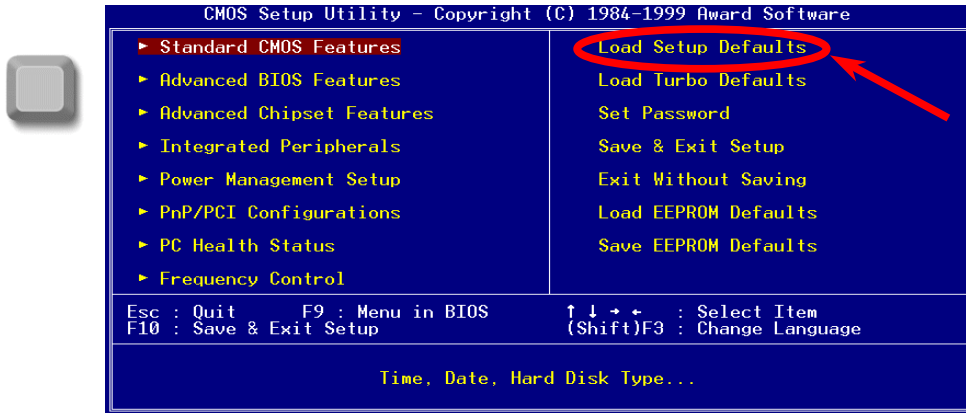 CMOS Setup Utility – Copyright (C) 1984–1999 Award Software
► Standard CMOS Features
► Advanced BIOS Features
► Advanced Chipset Features
► Integrated Peripherals
► Power Management Setup
► PnP/PCI Configurations
► PC Health Status
► Frequency Control
Load Setup Defaults
Load Turbo Defaults
Set Password
Save & Exit Setup
Exit Without Saving
Load EEPROM Defaults
Save EEPROM Defaults
Esc : Quit F9 : Menu in BIOS ↑ ↓ → ← : Select Item
F10 : Save & Exit Setup (Shift)F3 : Change Language
Time, Date, Hard Disk Type...